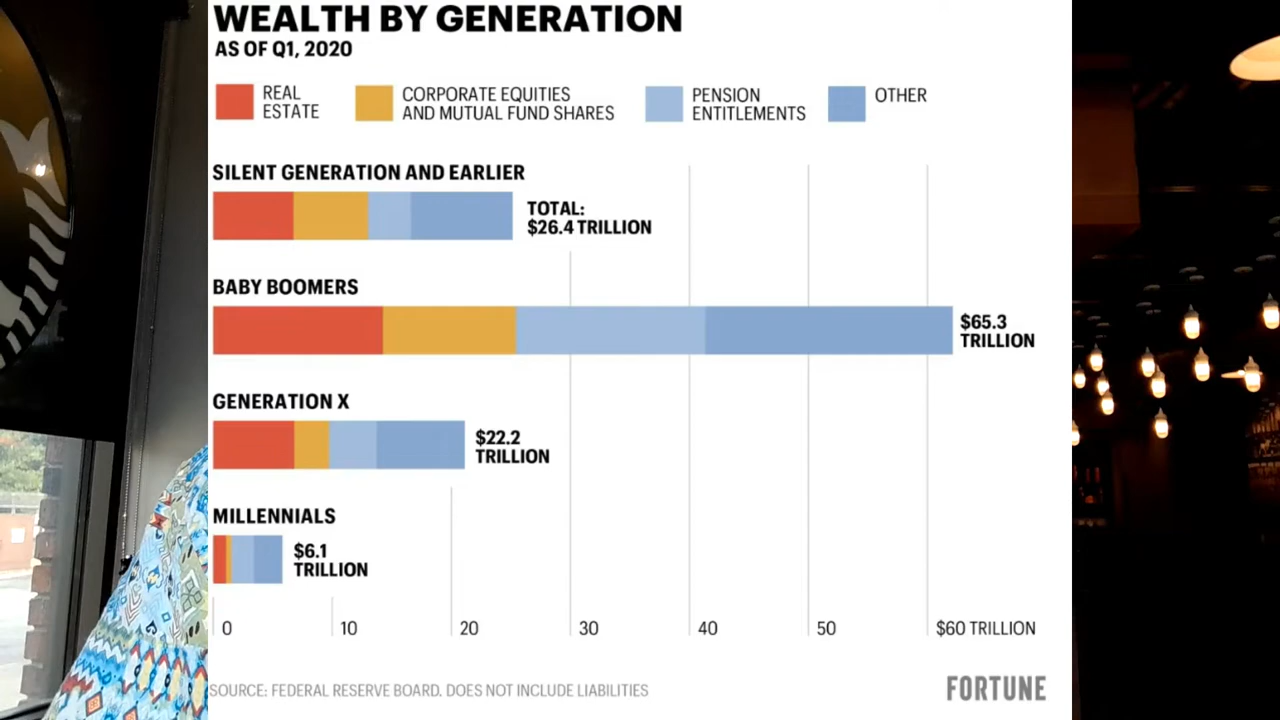 WEALTH BY GENERATION
AS OF Q1, 2020
REAL
ESTATE
CORPORATE EQUITIES
AND MUTUAL FUND SHARES
PENSION
ENTITLEMENTS
OTHER
SILENT GENERATION AND EARLIER
TOTAL:
$26.4 TRILLION
BABY BOOMERS
$65.3
TRILLION
GENERATION X
$22.2
TRILLION
MILLENNIALS
$6.1
TRILLION
0 10 20 30 40 50 $60 TRILLION
SOURCE: FEDERAL RESERVE BOARD. DOES NOT INCLUDE LIABILITIES
FORTUNE